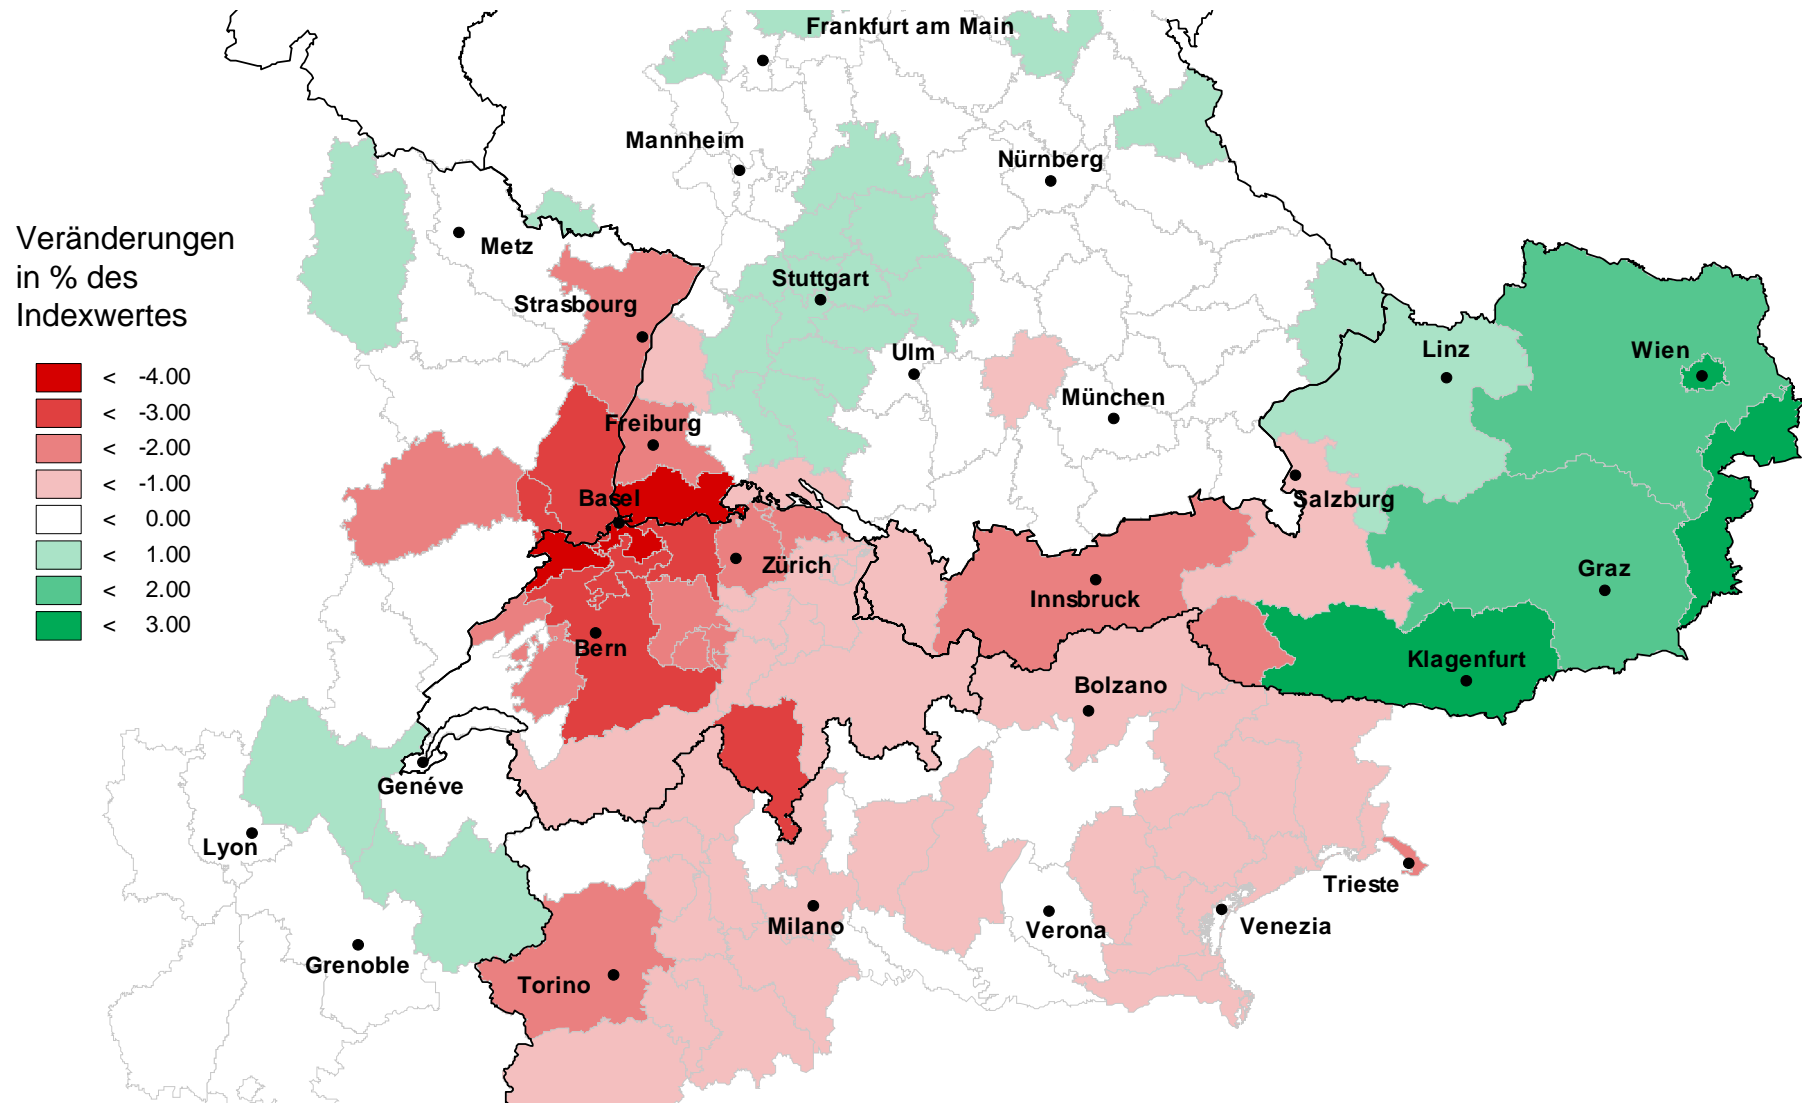 Frankfurt am Main
Mannheim
Nürnberg
Veränderungen
in % des
Indexwertes
Metz
Stuttgart
Strasbourg
Ulm
Linz
Wien
< -4.00
< -3.00
< -2.00
< -1.00
< 0.00
< 1.00
< 2.00
< 3.00
München
Freiburg
Basel
Salzburg
Zürich
Graz
Innsbruck
Bern
Klagenfurt
Bolzano
Genéve
Lyon
Trieste
Milano
Verona
Venezia
Grenoble
Torino